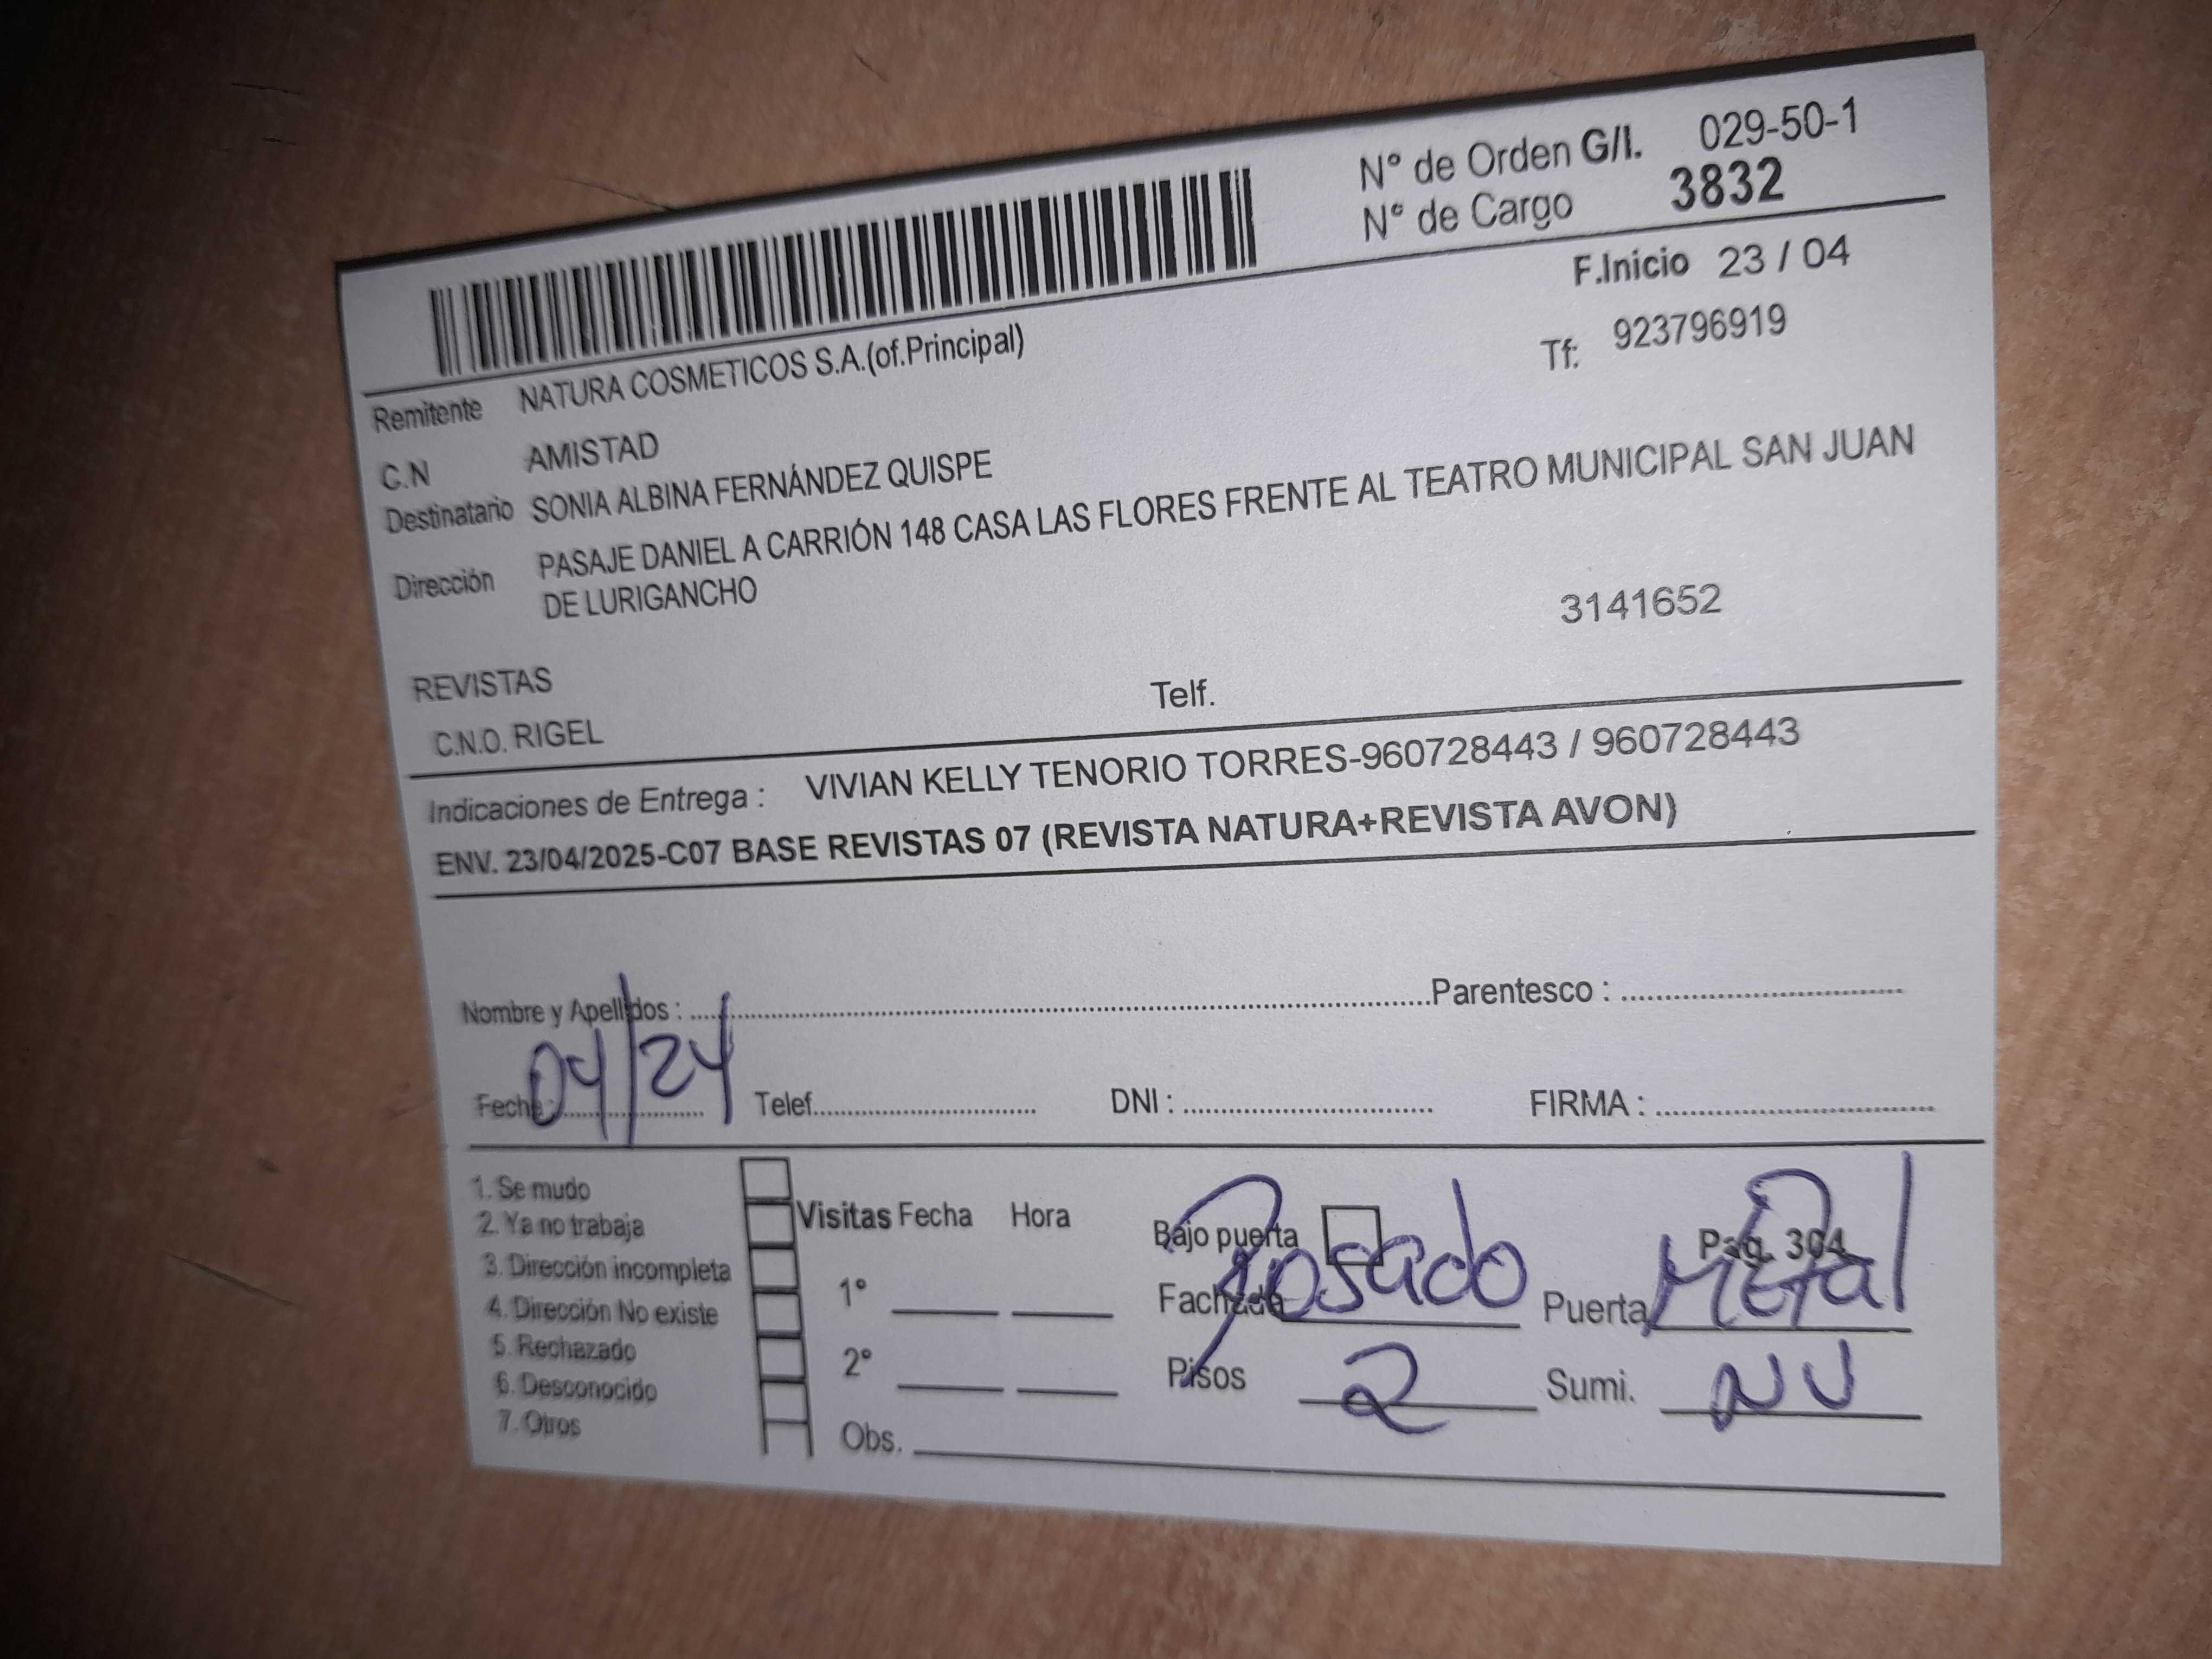 N° de Orden G/I. 029-50-1
N° de Cargo 3832
F.Inicio 23 / 04
Remitente NATURA COSMETICOS S.A.(of.Principal)
Tf: 923796919
C.N AMISTAD
Destinatario SONIA ALBINA FERNÁNDEZ QUISPE
Dirección PASAJE DANIEL A CARRIÓN 148 CASA LAS FLORES FRENTE AL TEATRO MUNICIPAL SAN JUAN
DE LURIGANCHO
3141652
REVISTAS
C.N.O. RIGEL Telf.
Indicaciones de Entrega : VIVIAN KELLY TENORIO TORRES-960728443 / 960728443
ENV. 23/04/2025-C07 BASE REVISTAS 07 (REVISTA NATURA+REVISTA AVON)
Nombre y Apellidos : Parentesco :
Fecha: 04/24 Telef. DNI : FIRMA :
1. Se mudo
2. Ya no trabaja
3. Dirección incompleta
4. Dirección No existe
5. Rechazado
6. Desconocido
7. Otros
Visitas Fecha Hora
1°
2°
Obs.
Bajo puerta Pag. 304
Fachada Rosado Puerta Metal
Pisos 2 Sumi.